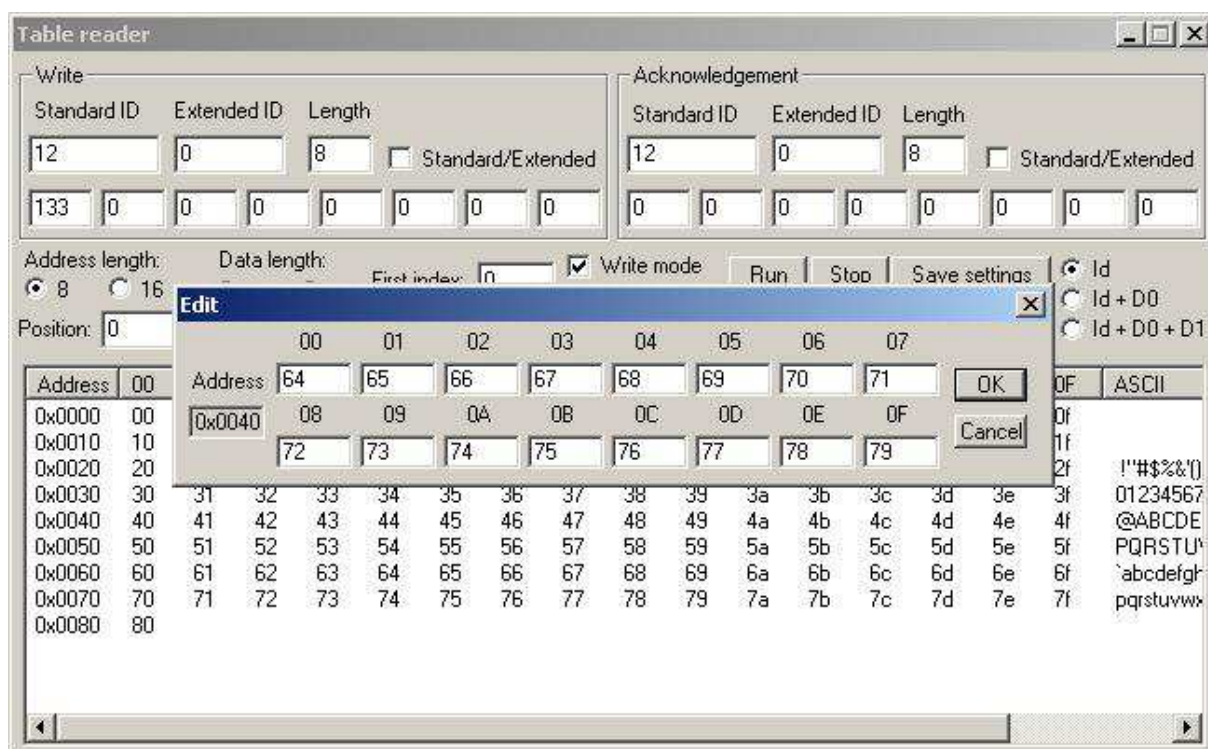 Table reader
Write
Standard ID Extended ID Length
12 0 8 Standard/Extended
133 0 0 0 0 0 0 0
Acknowledgement
Standard ID Extended ID Length
12 0 8 Standard/Extended
0 0 0 0 0 0 0 0
Address length:
8 16
Data length:
First index: 0
Write mode
Run Stop Save settings
Id
Id + D0
Id + D0 + D1
Position: 0
Edit
00 01 02 03 04 05 06 07
Address 64 65 66 67 68 69 70 71 OK
0x0040 08 09 0A 0B 0C 0D 0E 0F
72 73 74 75 76 77 78 79 Cancel
Address 00 0F ASCII
0x0000 00 0f
0x0010 10 1f
0x0020 20 2f !"#$%&'()
0x0030 30 31 32 33 34 35 36 37 38 39 3a 3b 3c 3d 3e 3f 01234567
0x0040 40 41 42 43 44 45 46 47 48 49 4a 4b 4c 4d 4e 4f @ABCDE
0x0050 50 51 52 53 54 55 56 57 58 59 5a 5b 5c 5d 5e 5f PQRSTU
0x0060 60 61 62 63 64 65 66 67 68 69 6a 6b 6c 6d 6e 6f `abcdefgh
0x0070 70 71 72 73 74 75 76 77 78 79 7a 7b 7c 7d 7e 7f pqrstuvwx
0x0080 80